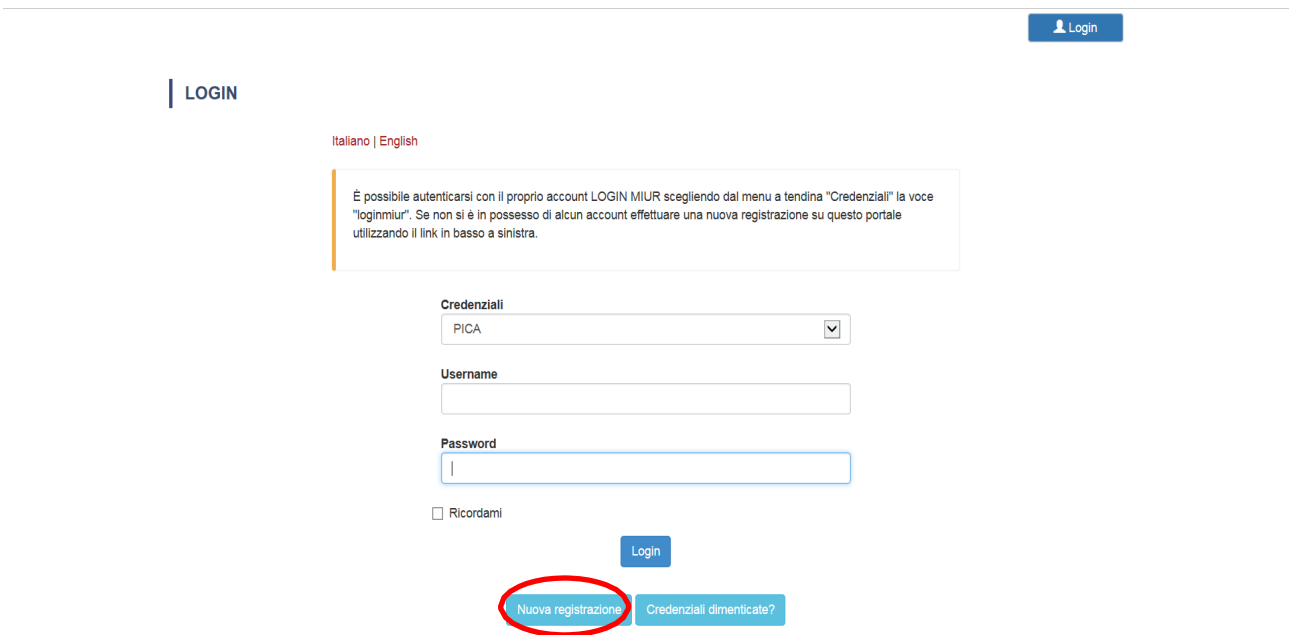 Login
LOGIN
Italiano | English
È possibile autenticarsi con il proprio account LOGIN MIUR scegliendo dal menu a tendina "Credenziali" la voce
"loginmiur". Se non si è in possesso di alcun account effettuare una nuova registrazione su questo portale
utilizzando il link in basso a sinistra.
Credenziali
PICA
Username
Password
Ricordami
Login
Nuova registrazione Credenziali dimenticate?